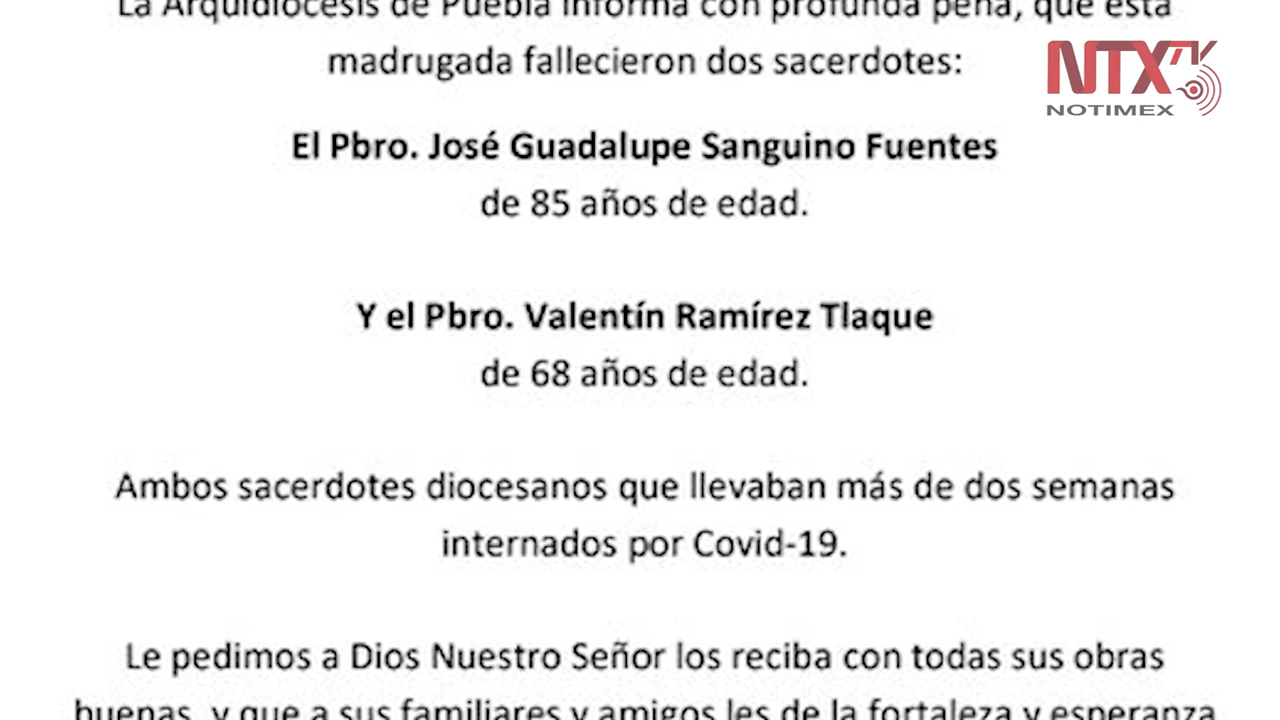 La Arquidiócesis de Puebla informa con profunda pena, que esta
madrugada fallecieron dos sacerdotes:
NTX
NOTIMEX
El Pbro. José Guadalupe Sanguino Fuentes
de 85 años de edad.
Y el Pbro. Valentín Ramírez Tlaque
de 68 años de edad.
Ambos sacerdotes diocesanos que llevaban más de dos semanas
internados por Covid-19.
Le pedimos a Dios Nuestro Señor los reciba con todas sus obras
buenas, y que a sus familiares y amigos les de la fortaleza y esperanza